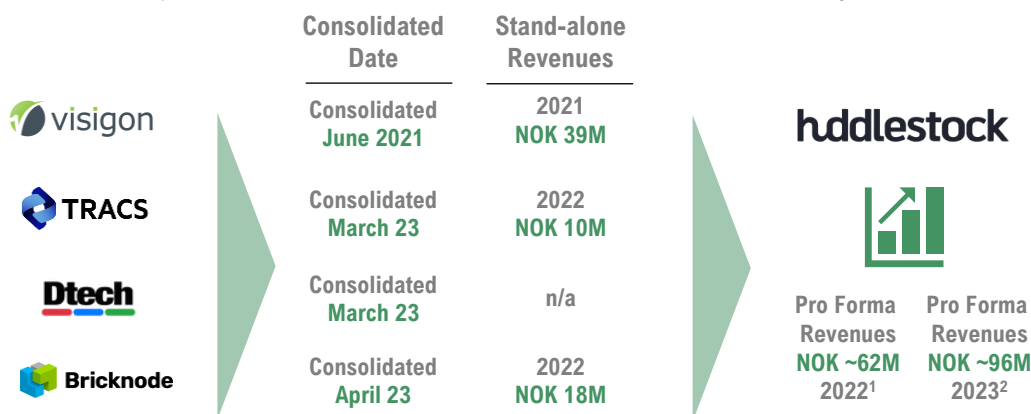 Consolidated
Date
Stand-alone
Revenues
visigon
Consolidated
June 2021
2021
NOK 39M
TRACS
Consolidated
March 23
2022
NOK 10M
Dtech
Consolidated
March 23
n/a
Bricknode
Consolidated
April 23
2022
NOK 18M
huddlestock
Pro Forma
Revenues
NOK ~62M
2022¹
Pro Forma
Revenues
NOK ~96M
2023²